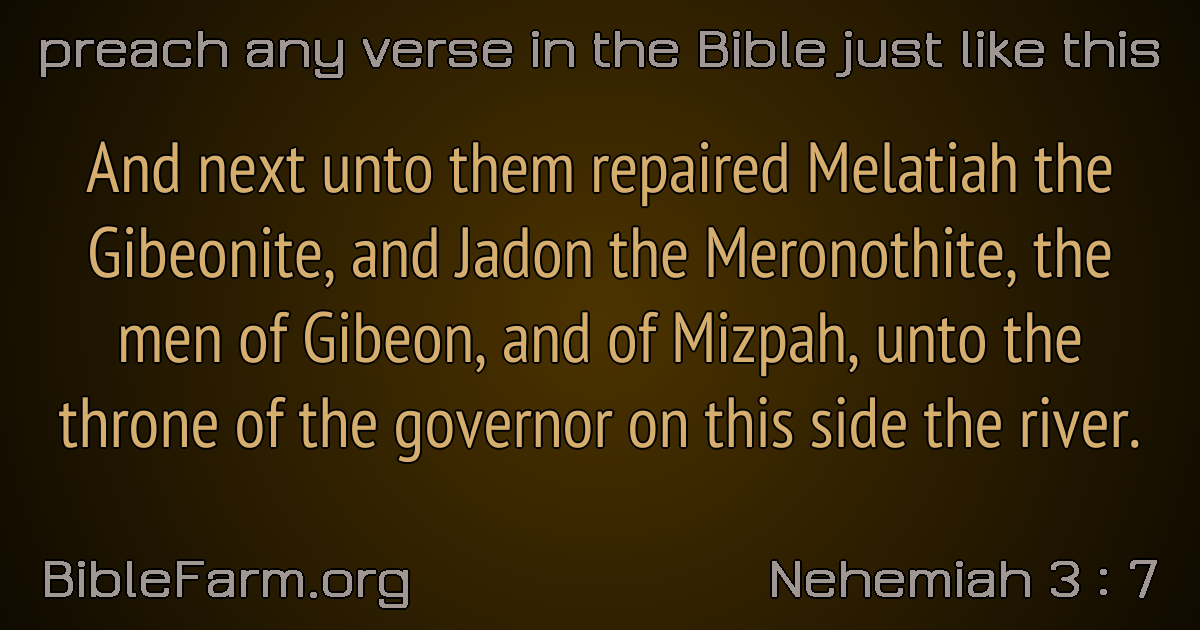 preach any verse in the Bible just like this
And next unto them repaired Melatiah the
Gibeonite, and Jadon the Meronothite, the
men of Gibeon, and of Mizpah, unto the
throne of the governor on this side the river.
BibleFarm.org
Nehemiah 3 : 7